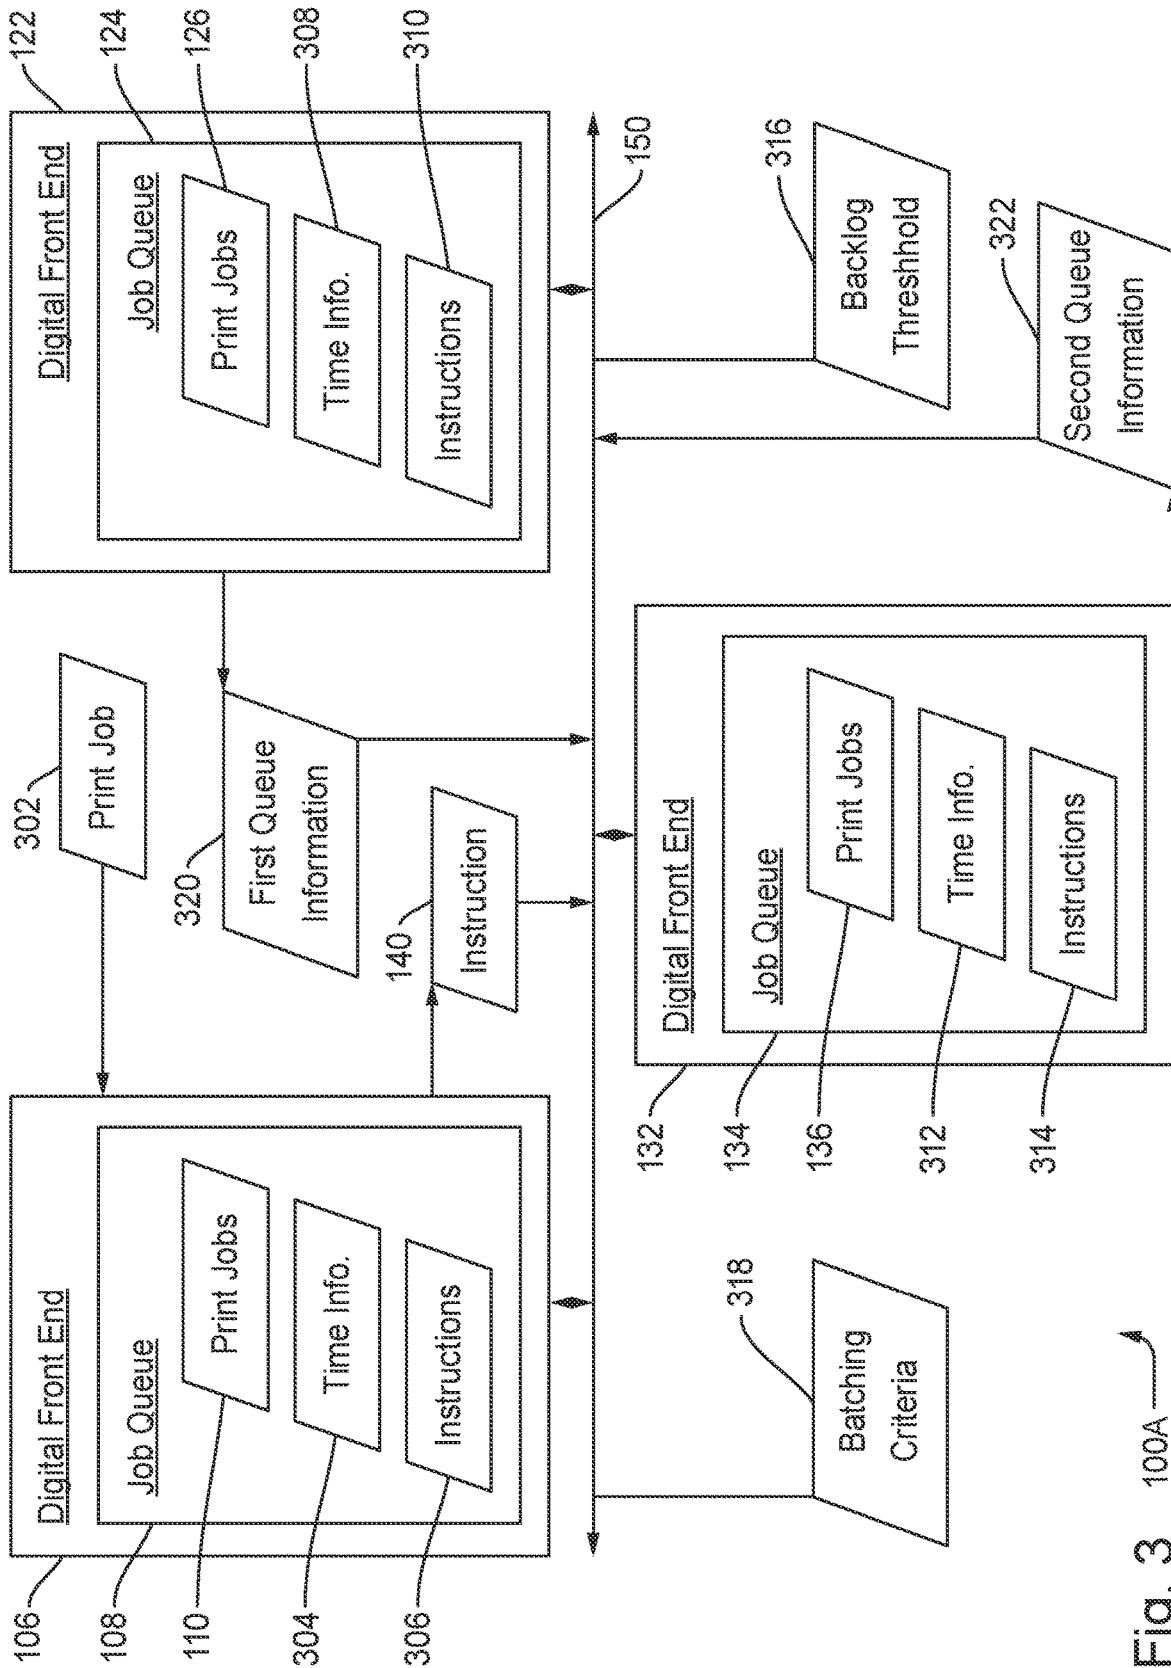 302
Print Job
106
Digital Front End
108
Job Queue
110
Print Jobs
304
Time Info.
306
Instructions
320
First Queue
Information
140
Instruction
Digital Front End
122
Job Queue
124
Print Jobs
126
Time Info.
308
Instructions
310
150
318
Batching
Criteria
132
Digital Front End
134
Job Queue
136
Print Jobs
312
Time Info.
314
Instructions
316
Backlog
Threshhold
322
Second Queue
Information
Fig. 3
100A